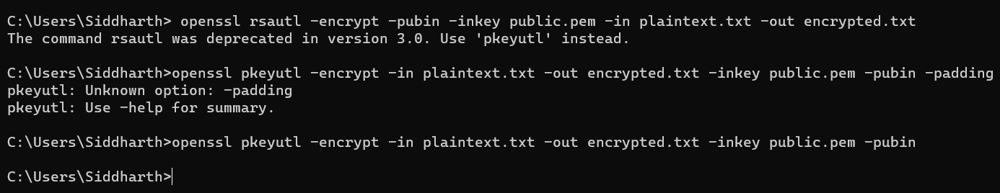 C:\Users\Siddharth> openssl rsautl -encrypt -pubin -inkey public.pem -in plaintext.txt -out encrypted.txt
The command rsautl was deprecated in version 3.0. Use 'pkeyutl' instead.
C:\Users\Siddharth>openssl pkeyutl -encrypt -in plaintext.txt -out encrypted.txt -inkey public.pem -pubin -padding
pkeyutl: Unknown option: -padding
pkeyutl: Use -help for summary.
C:\Users\Siddharth>openssl pkeyutl -encrypt -in plaintext.txt -out encrypted.txt -inkey public.pem -pubin
C:\Users\Siddharth>